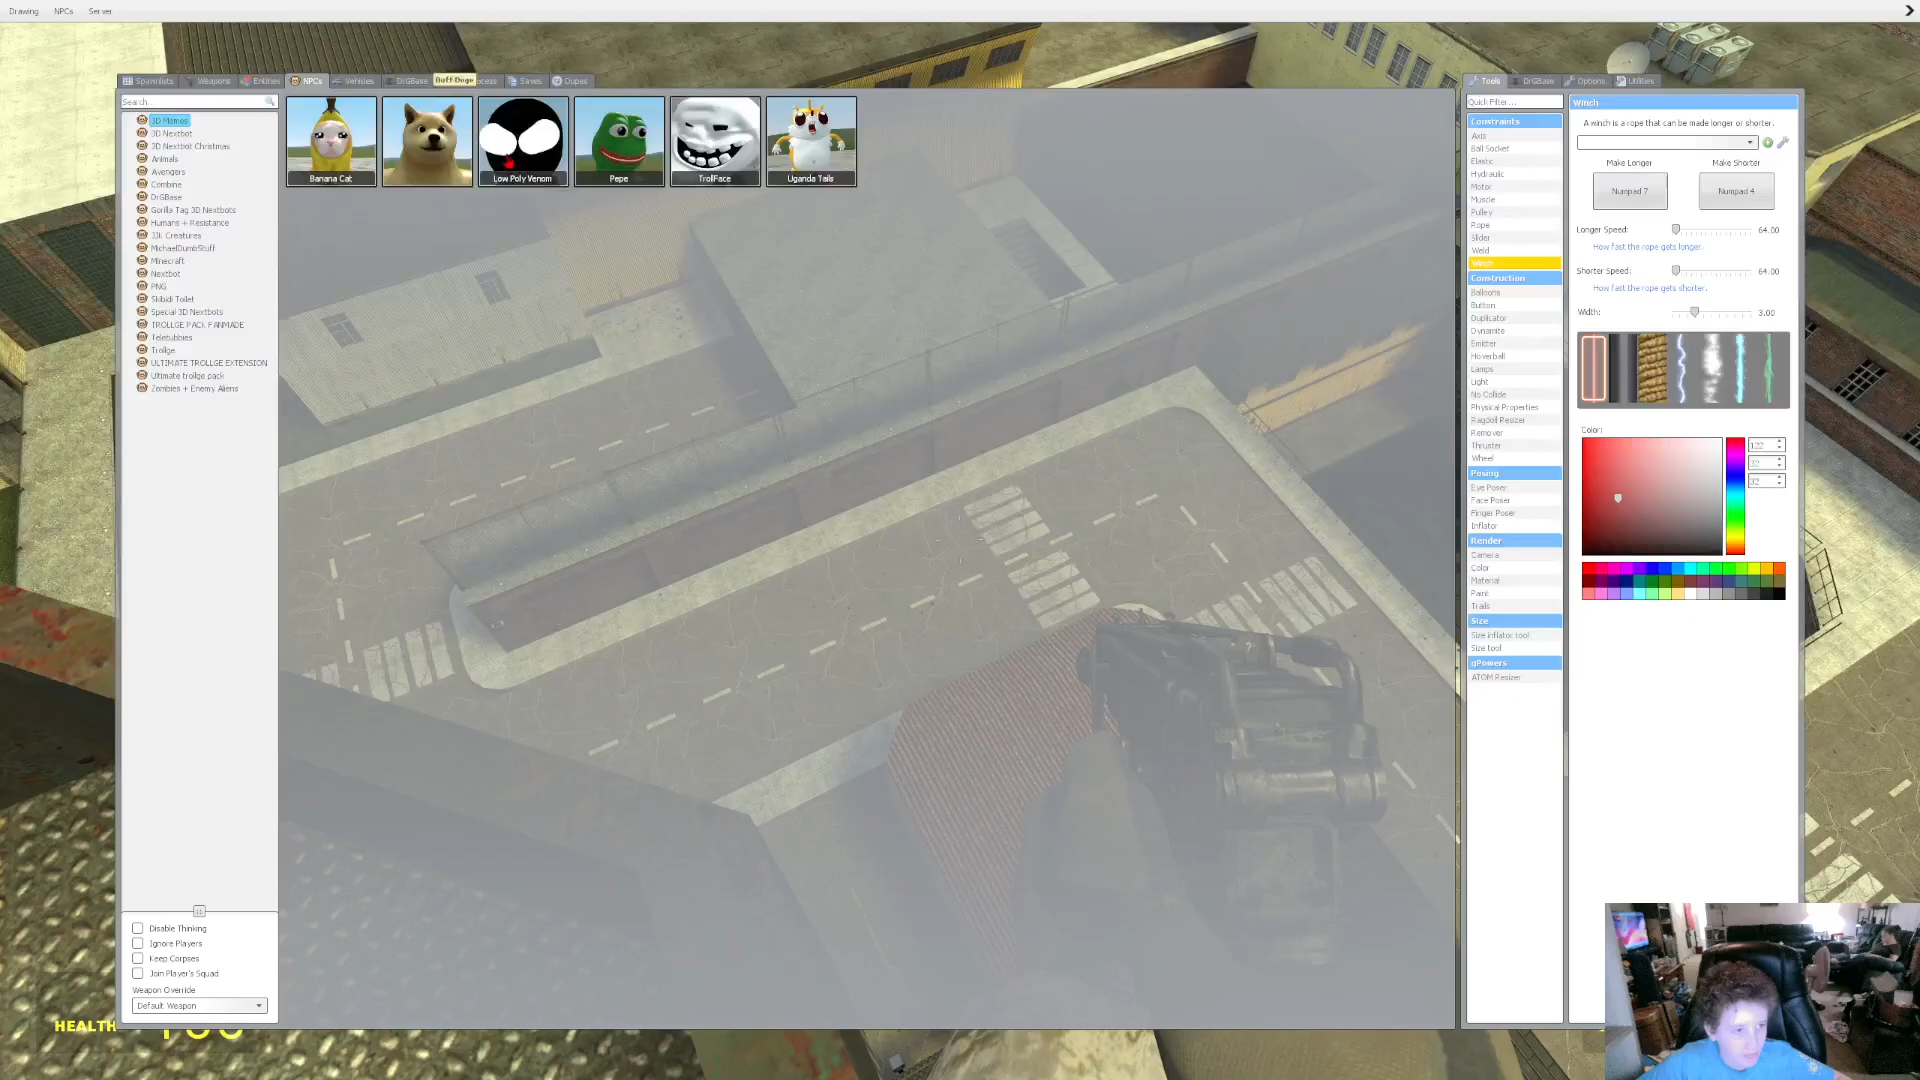 Drawing NPCs Server
Spawnlists Weapons Entities NPCs Vehicles DrGBase Buff Doge cess Saves Dupes
Search...
3D Memes
3D Nextbot
3D Nextbot Christmas
Animals
Avengers
Combine
DrGBase
Gorilla Tag 3D Nextbots
Humans + Resistance
JJK Creatures
MichaelDumbStuff
Minecraft
Nextbot
PNG
Skibidi Toilet
Special 3D Nextbots
TROLLGE PACK FANMADE
Teletubbies
Trollge
ULTIMATE TROLLGE EXTENSION
Ultimate trollge pack
Zombies + Enemy Aliens
Banana Cat
Low Poly Venom
Pepe
TrollFace
Uganda Tails
Disable Thinking
Ignore Players
Keep Corpses
Join Player's Squad
Weapon Override
Default Weapon
HEALTH 100
Tools DrGBase Options Utilities
Quick Filter...
Constraints
Axis
Ball Socket
Elastic
Hydraulic
Motor
Muscle
Pulley
Rope
Slider
Weld
Winch
Construction
Balloons
Button
Duplicator
Dynamite
Emitter
Hoverball
Lamps
Light
No Collide
Physical Properties
Ragdoll Resizer
Remover
Thruster
Wheel
Posing
Eye Poser
Face Poser
Finger Poser
Inflator
Render
Camera
Color
Material
Paint
Trails
Size
Size inflator tool
Size tool
gPowers
ATOM Resizer
Winch
A winch is a rope that can be made longer or shorter.
Make Longer Make Shorter
Numpad 7 Numpad 4
Longer Speed: 64.00
How fast the rope gets longer.
Shorter Speed: 64.00
How fast the rope gets shorter.
Width: 3.00
Color:
122
32
32